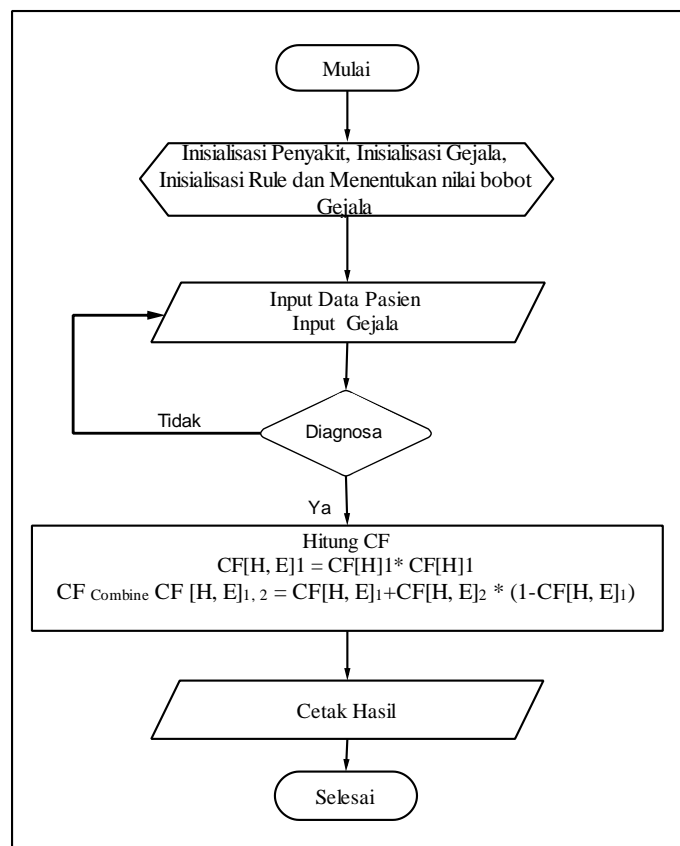 Mulai
Inisialisasi Penyakit, Inisialisasi Gejala,
Inisialisasi Rule dan Menentukan nilai bobot
Gejala
Input Data Pasien
Input Gejala
Tidak
Diagnosa
Ya
Hitung CF
CF[H, E]1 = CF[H]1* CF[H]1
CF Combine CF [H, E]1, 2 = CF[H, E]1+CF[H, E]2 * (1-CF[H, E]1)
Cetak Hasil
Selesai